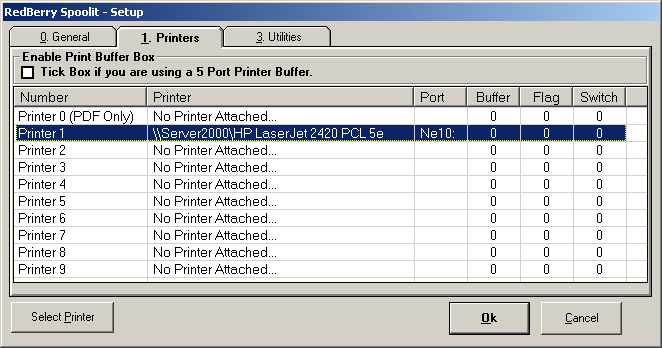 RedBerry Spoolit - Setup
0. General 1. Printers 3. Utilities
Enable Print Buffer Box
Tick Box if you are using a 5 Port Printer Buffer.
Number Printer Port Buffer Flag Switch
Printer 0 (PDF Only) No Printer Attached... 0 0 0
Printer 1 \\Server2000\HP LaserJet 2420 PCL 5e Ne10: 0 0 0
Printer 2 No Printer Attached... 0 0 0
Printer 3 No Printer Attached... 0 0 0
Printer 4 No Printer Attached... 0 0 0
Printer 5 No Printer Attached... 0 0 0
Printer 6 No Printer Attached... 0 0 0
Printer 7 No Printer Attached... 0 0 0
Printer 8 No Printer Attached... 0 0 0
Printer 9 No Printer Attached... 0 0 0
Select Printer Ok Cancel